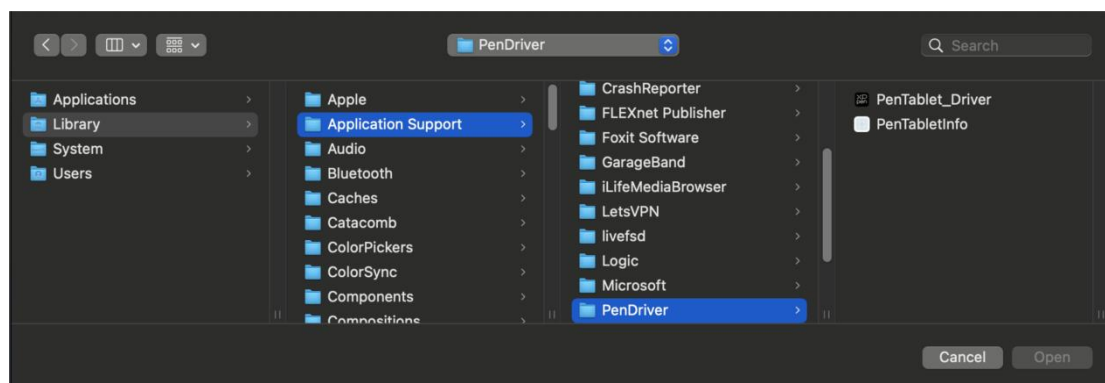 PenDriver
Search
Applications
Library
System
Users
Apple
Application Support
Audio
Bluetooth
Caches
Catacomb
ColorPickers
ColorSync
Components
Compositions
CrashReporter
FLEXnet Publisher
Foxit Software
GarageBand
iLifeMediaBrowser
LetsVPN
livefsd
Logic
Microsoft
PenDriver
PenTablet_Driver
PenTabletInfo
Cancel
Open